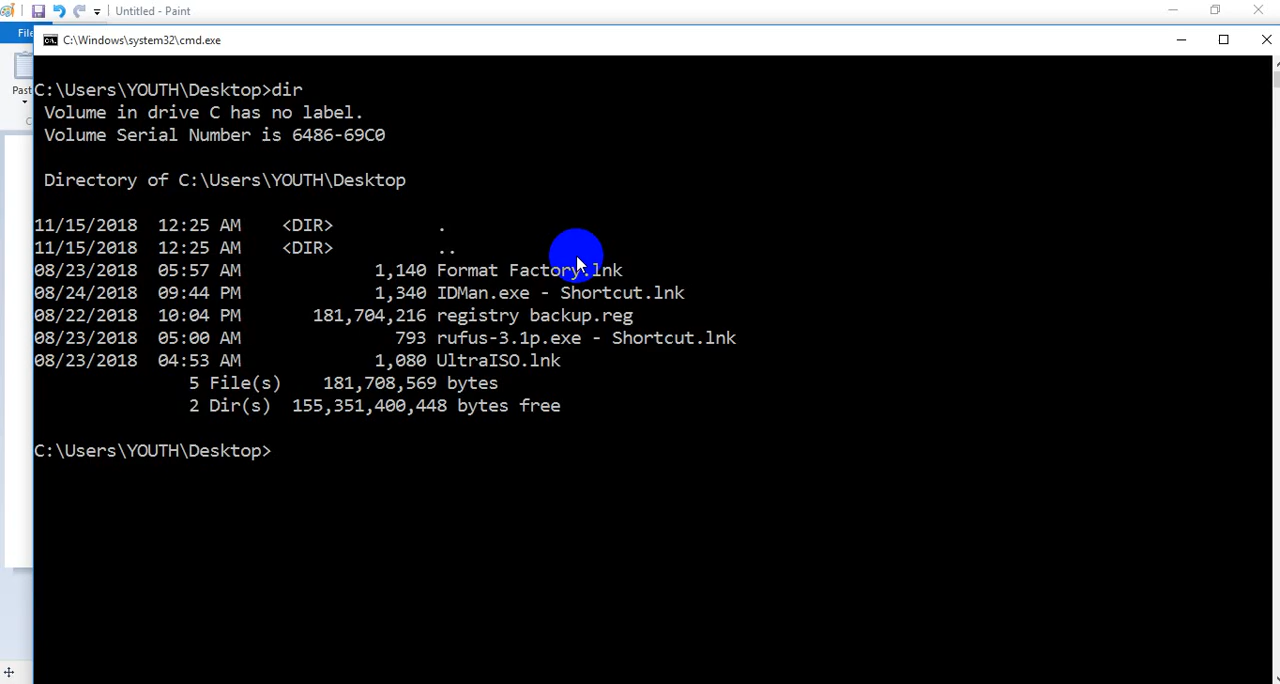 Untitled - Paint
File
C:\Windows\system32\cmd.exe
Past
C:\Users\YOUTH\Desktop>dir
Volume in drive C has no label.
Volume Serial Number is 6486-69C0
Directory of C:\Users\YOUTH\Desktop
11/15/2018  12:25 AM    <DIR>          .
11/15/2018  12:25 AM    <DIR>          ..
08/23/2018  05:57 AM             1,140 Format Factory.lnk
08/24/2018  09:44 PM             1,340 IDMan.exe - Shortcut.lnk
08/22/2018  10:04 PM       181,704,216 registry backup.reg
08/23/2018  05:00 AM               793 rufus-3.1p.exe - Shortcut.lnk
08/23/2018  04:53 AM             1,080 UltraISO.lnk
5 File(s)    181,708,569 bytes
2 Dir(s)  155,351,400,448 bytes free
C:\Users\YOUTH\Desktop>